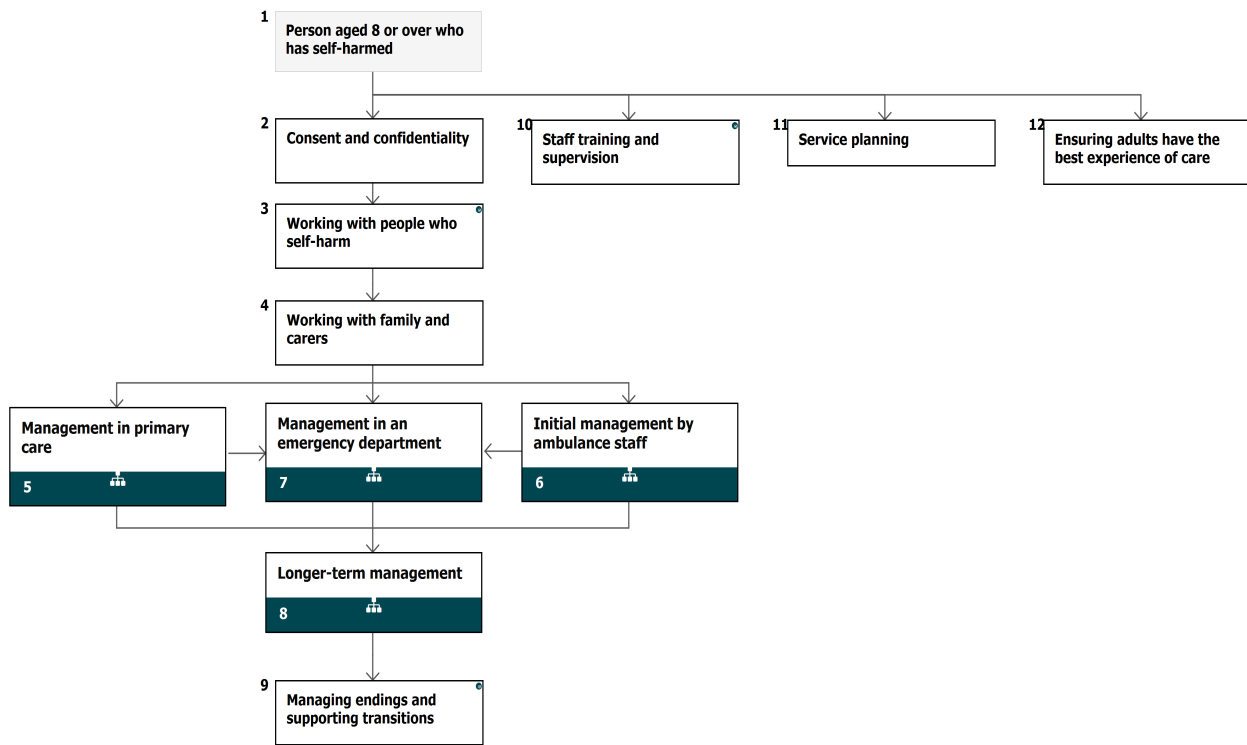 1
Person aged 8 or over who
has self-harmed
2
Consent and confidentiality
10
Staff training and
supervision
11
Service planning
12
Ensuring adults have the
best experience of care
3
Working with people who
self-harm
4
Working with family and
carers
Management in primary
care
5
Management in an
emergency department
7
Initial management by
ambulance staff
6
Longer-term management
8
9
Managing endings and
supporting transitions